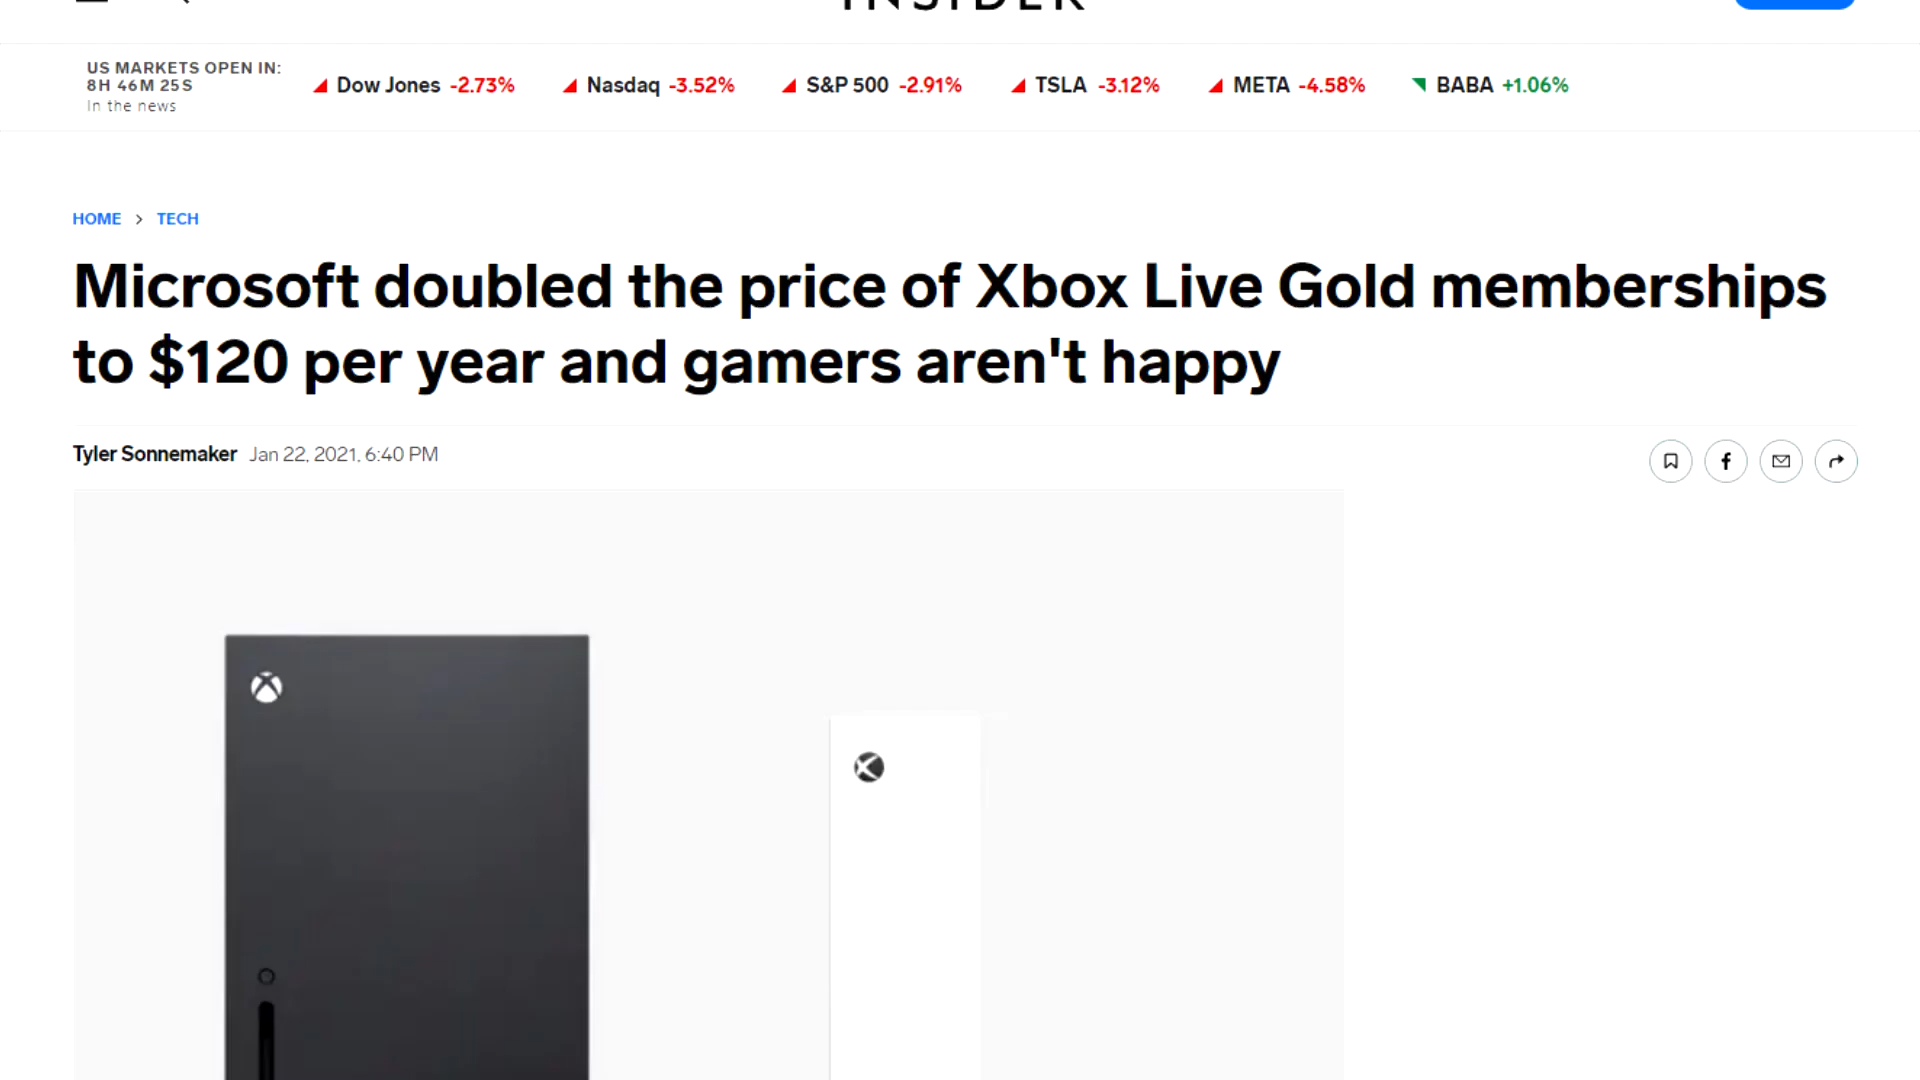 INSIDER
US MARKETS OPEN IN:
8H 46M 25S
In the news
Dow Jones -2.73% Nasdaq -3.52% S&P 500 -2.91% TSLA -3.12% META -4.58% BABA +1.06%
HOME > TECH
Microsoft doubled the price of Xbox Live Gold memberships
to $120 per year and gamers aren't happy
Tyler Sonnemaker Jan 22, 2021, 6:40 PM